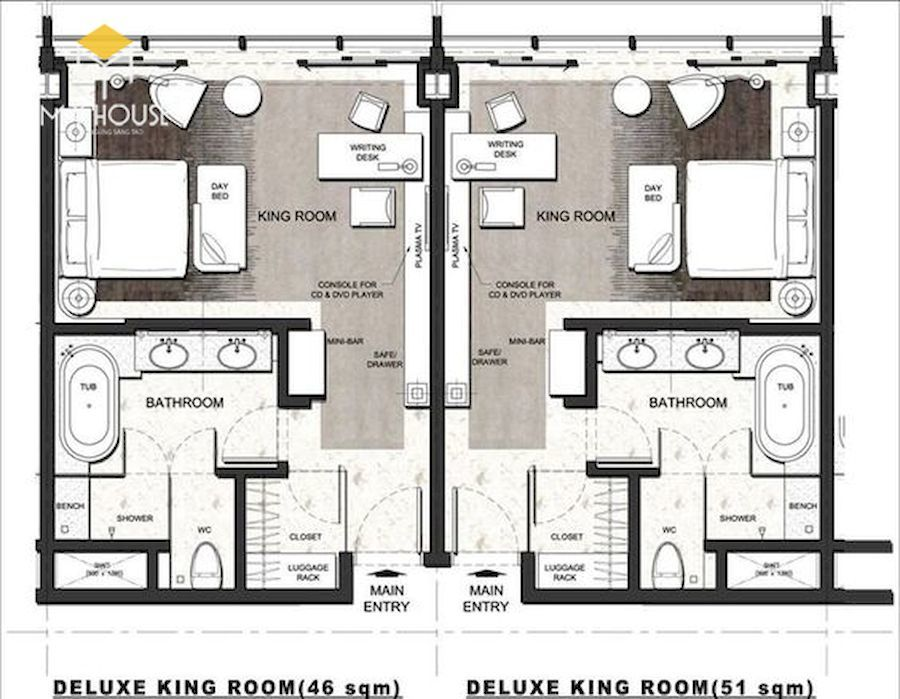 WRITING
DESK
DAY
BED
KING ROOM
PLASMA TV
CONSOLE FOR
CD & DVD PLAYER
MINI-BAR
SAFE/
DRAWER
TUB
BATHROOM
BENCH
SHOWER
WC
CLOSET
LUGGAGE
RACK
MAIN
ENTRY
WRITING
DESK
DAY
BED
KING ROOM
PLASMA TV
CONSOLE FOR
CD & DVD PLAYER
MINI-BAR
SAFE/
DRAWER
TUB
BATHROOM
BENCH
SHOWER
WC
CLOSET
LUGGAGE
RACK
MAIN
ENTRY
DELUXE KING ROOM(46 sqm)
DELUXE KING ROOM(51 sqm)